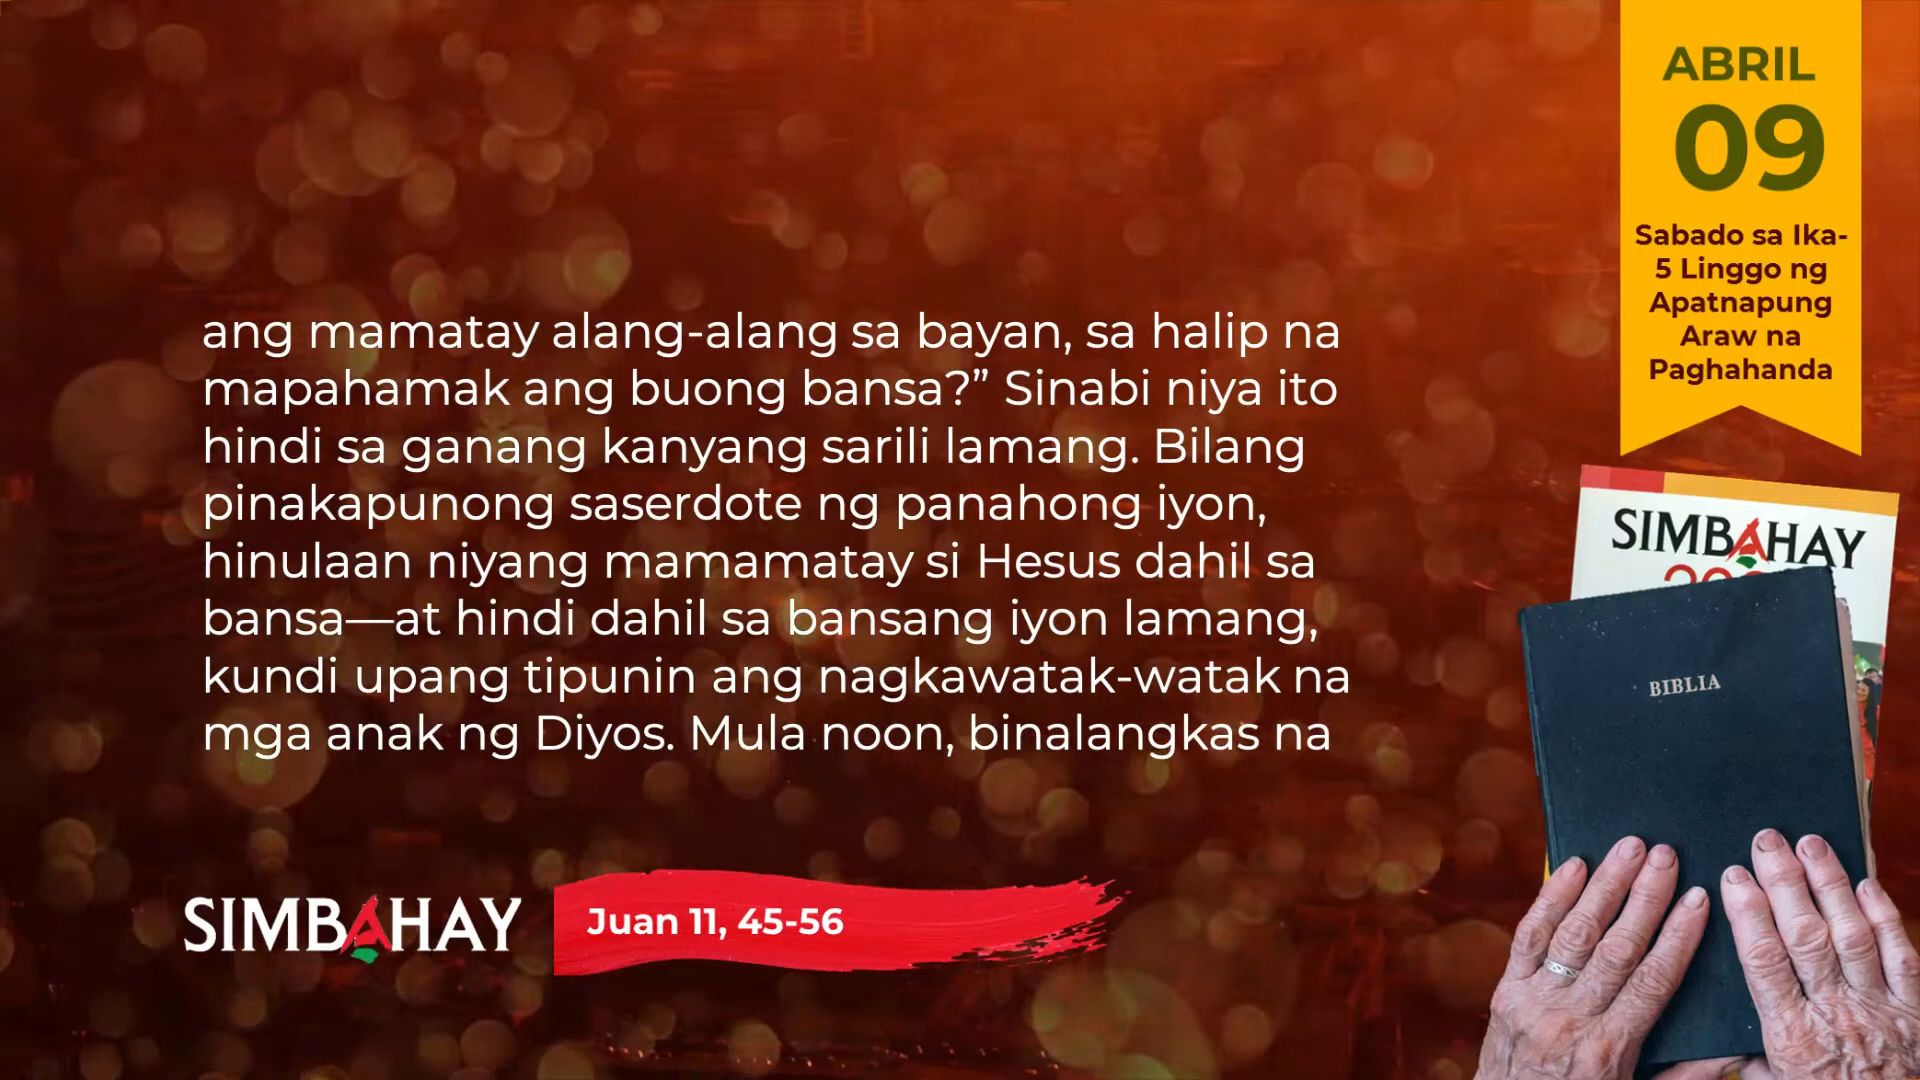 ABRIL
09
Sabado sa Ika-
5 Linggo ng
Apatnapung
Araw na
Paghahanda
ang mamatay alang-alang sa bayan, sa halip na
mapahamak ang buong bansa?” Sinabi niya ito
hindi sa ganang kanyang sarili lamang. Bilang
pinakapunong saserdote ng panahong iyon,
hinulaan niyang mamamatay si Hesus dahil sa
bansa—at hindi dahil sa bansang iyon lamang,
kundi upang tipunin ang nagkawatak-watak na
mga anak ng Diyos. Mula noon, binalangkas na
SIMBAHAY
BIBLIA
SIMBAHAY
Juan 11, 45-56